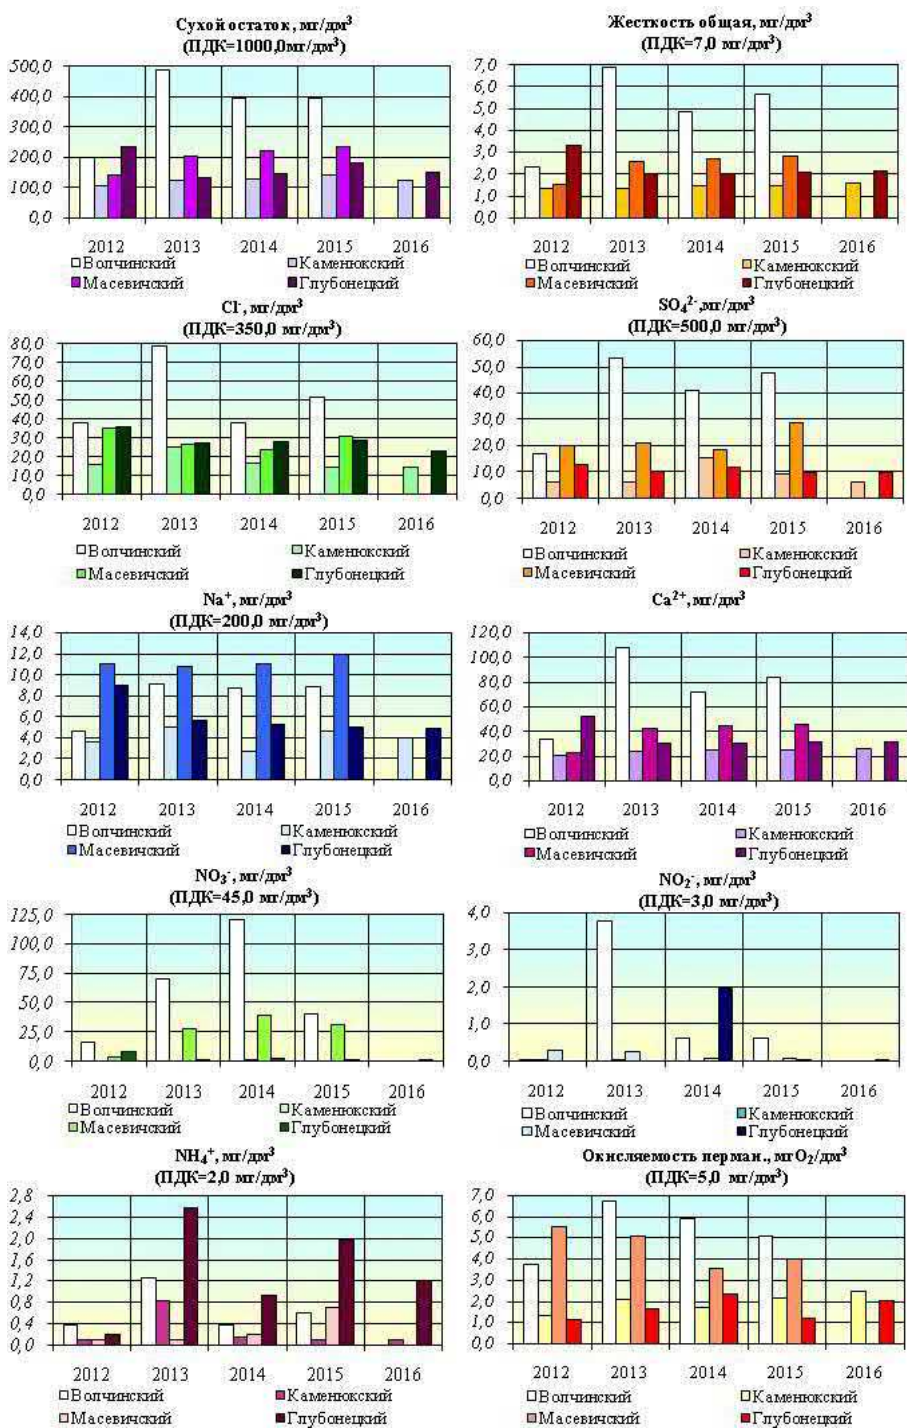 Сухой остаток, мг/дм³
(ПДК=1000,0мг/дм³)
500,0
400,0
300,0
200,0
100,0
0,0
2012 2013 2014 2015 2016
Волчинский Каменюкский
Масевичский Глубонецкий
Жесткость общая, мг/дм³
(ПДК=7,0 мг/дм³)
7,0
6,0
5,0
4,0
3,0
2,0
1,0
0,0
2012 2013 2014 2015 2016
Волчинский Каменюкский
Масевичский Глубонецкий
Cl⁻, мг/дм³
(ПДК=350,0 мг/дм³)
80,0
70,0
60,0
50,0
40,0
30,0
20,0
10,0
0,0
2012 2013 2014 2015 2016
Волчинский Каменюкский
Масевичский Глубонецкий
SO₄²⁻,мг/дм³
(ПДК=500,0 мг/дм³)
60,0
50,0
40,0
30,0
20,0
10,0
0,0
2012 2013 2014 2015 2016
Волчинский Каменюкский
Масевичский Глубонецкий
Na⁺, мг/дм³
(ПДК=200,0 мг/дм³)
14,0
12,0
10,0
8,0
6,0
4,0
2,0
0,0
2012 2013 2014 2015 2016
Волчинский Каменюкский
Масевичский Глубонецкий
Ca²⁺, мг/дм³
120,0
100,0
80,0
60,0
40,0
20,0
0,0
2012 2013 2014 2015 2016
Волчинский Каменюкский
Масевичский Глубонецкий
NO₃⁻, мг/дм³
(ПДК=45,0 мг/дм³)
125,0
100,0
75,0
50,0
25,0
0,0
2012 2013 2014 2015 2016
Волчинский Каменюкский
Масевичский Глубонецкий
NO₂⁻, мг/дм³
(ПДК=3,0 мг/дм³)
4,0
3,0
2,0
1,0
0,0
2012 2013 2014 2015 2016
Волчинский Каменюкский
Масевичский Глубонецкий
NH₄⁺, мг/дм³
(ПДК=2,0 мг/дм³)
2,8
2,4
2,0
1,6
1,2
0,8
0,4
0,0
2012 2013 2014 2015 2016
Волчинский Каменюкский
Масевичский Глубонецкий
Окисляемость перман., мгO₂/дм³
(ПДК=5,0 мг/дм³)
7,0
6,0
5,0
4,0
3,0
2,0
1,0
0,0
2012 2013 2014 2015 2016
Волчинский Каменюкский
Масевичский Глубонецкий